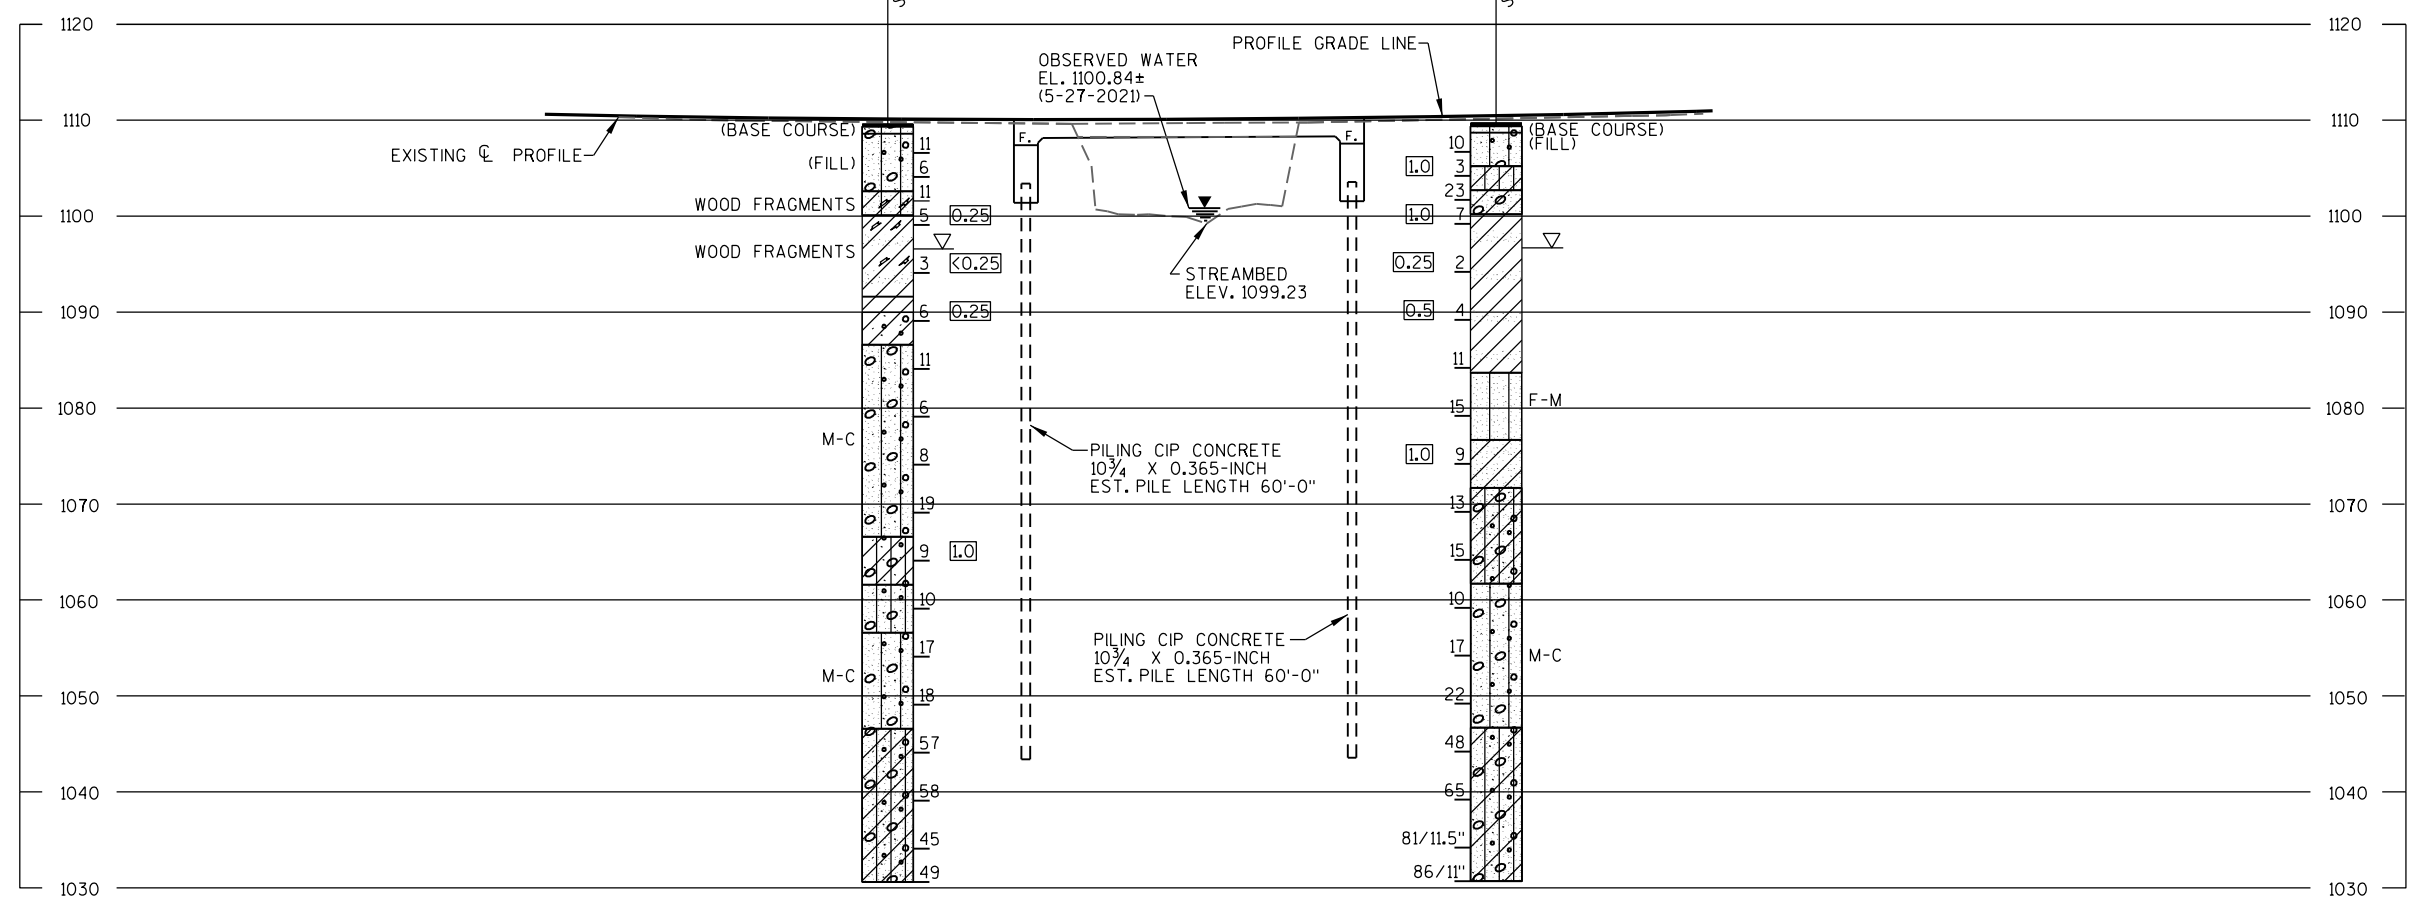 1120
1120
PROFILE GRADE LINE
OBSERVED WATER
EL. 1100.84±
(5-27-2021)
1110
1110
(BASE COURSE)
(BASE COURSE)
F.
F.
(FILL)
11
10
EXISTING ℄ PROFILE
(FILL)
6
1.0
3
11
23
WOOD FRAGMENTS
1100
5
0.25
1.0
7
1100
WOOD FRAGMENTS
3
<0.25
0.25
2
STREAMBED
ELEV. 1099.23
1090
6
0.25
0.5
4
1090
11
11
1080
6
15
F-M
1080
M-C
8
PILING CIP CONCRETE
10¾ X 0.365-INCH
EST. PILE LENGTH 60'-0"
1.0
9
1070
19
13
1070
9
1.0
15
1060
10
10
1060
17
PILING CIP CONCRETE
10¾ X 0.365-INCH
EST. PILE LENGTH 60'-0"
17
M-C
M-C
1050
18
22
1050
57
48
1040
58
65
1040
45
81/11.5"
49
86/11"
1030
1030